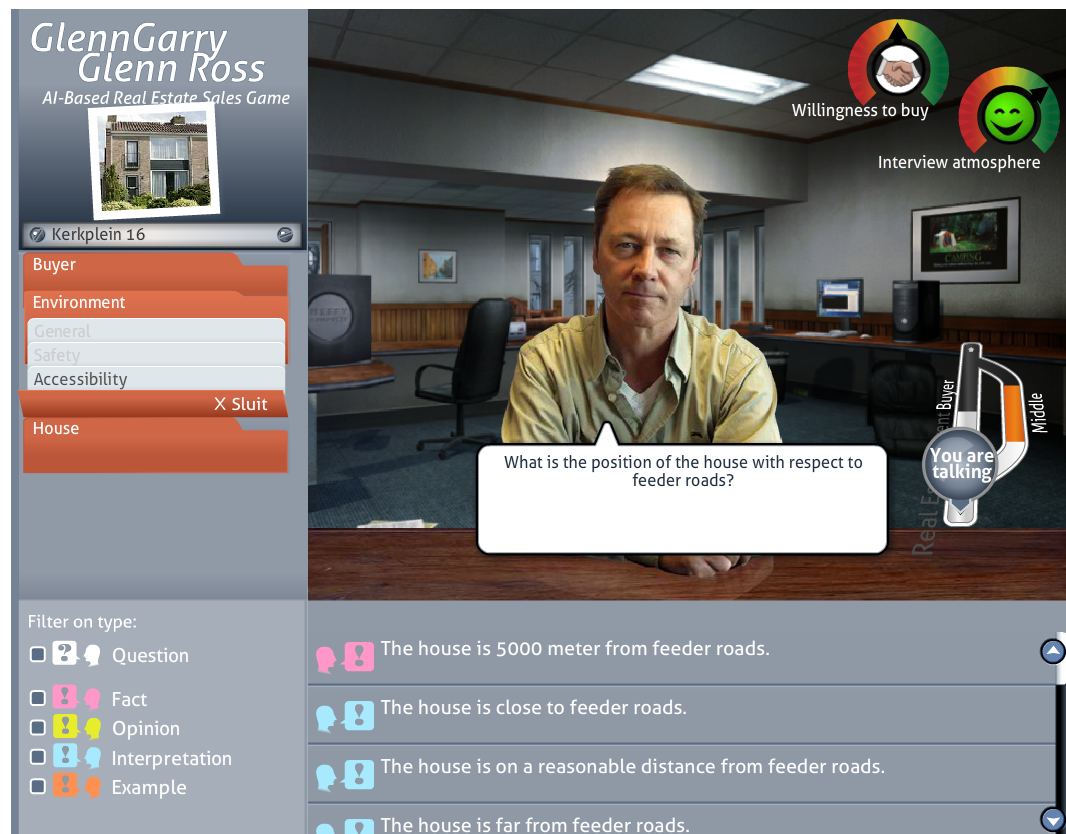 GlennGarry
Glenn Ross
AI-Based Real Estate Sales Game
Kerkplein 16
Buyer
Environment
General
Safety
Accessibility
X Sluit
House
Willingness to buy
Interview atmosphere
CAMPING
What is the position of the house with respect to
feeder roads?
Buyer
Middle
You are
talking
Filter on type:
Question
Fact
Opinion
Interpretation
Example
The house is 5000 meter from feeder roads.
The house is close to feeder roads.
The house is on a reasonable distance from feeder roads.
The house is far from feeder roads.